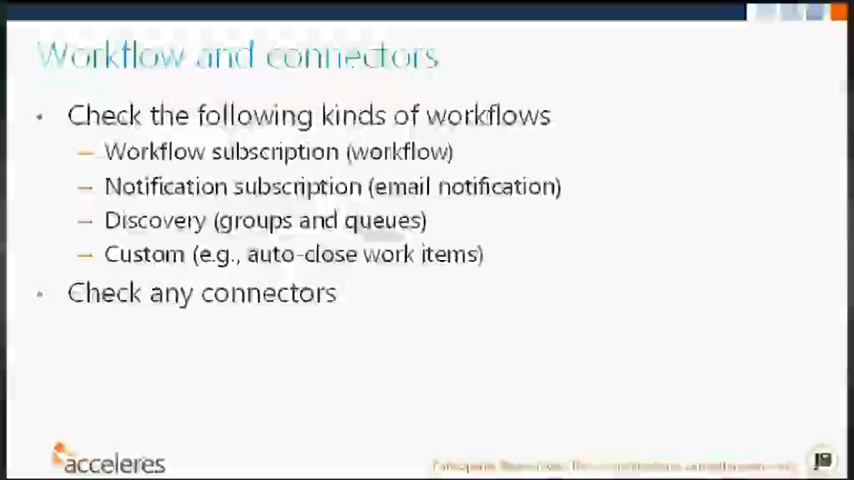 Workflow and connectors
• Check the following kinds of workflows
– Workflow subscription (workflow)
– Notification subscription (email notification)
– Discovery (groups and queues)
– Custom (e.g., auto-close work items)
• Check any connectors
acceleres